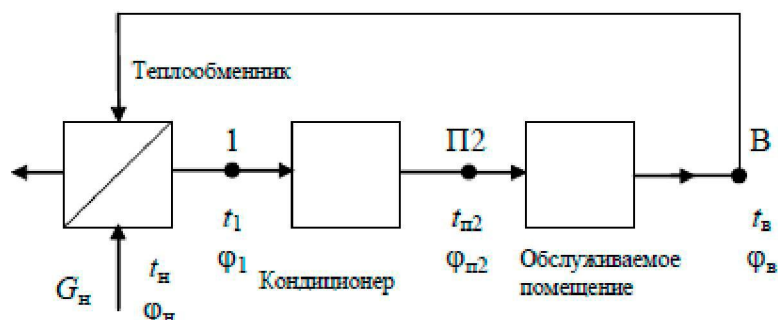 Теплообменник
1
П2
В
t₁
φ₁
Кондиционер
tп2
φп2
Обслуживаемое
помещение
tв
φв
Gн
tн
φн